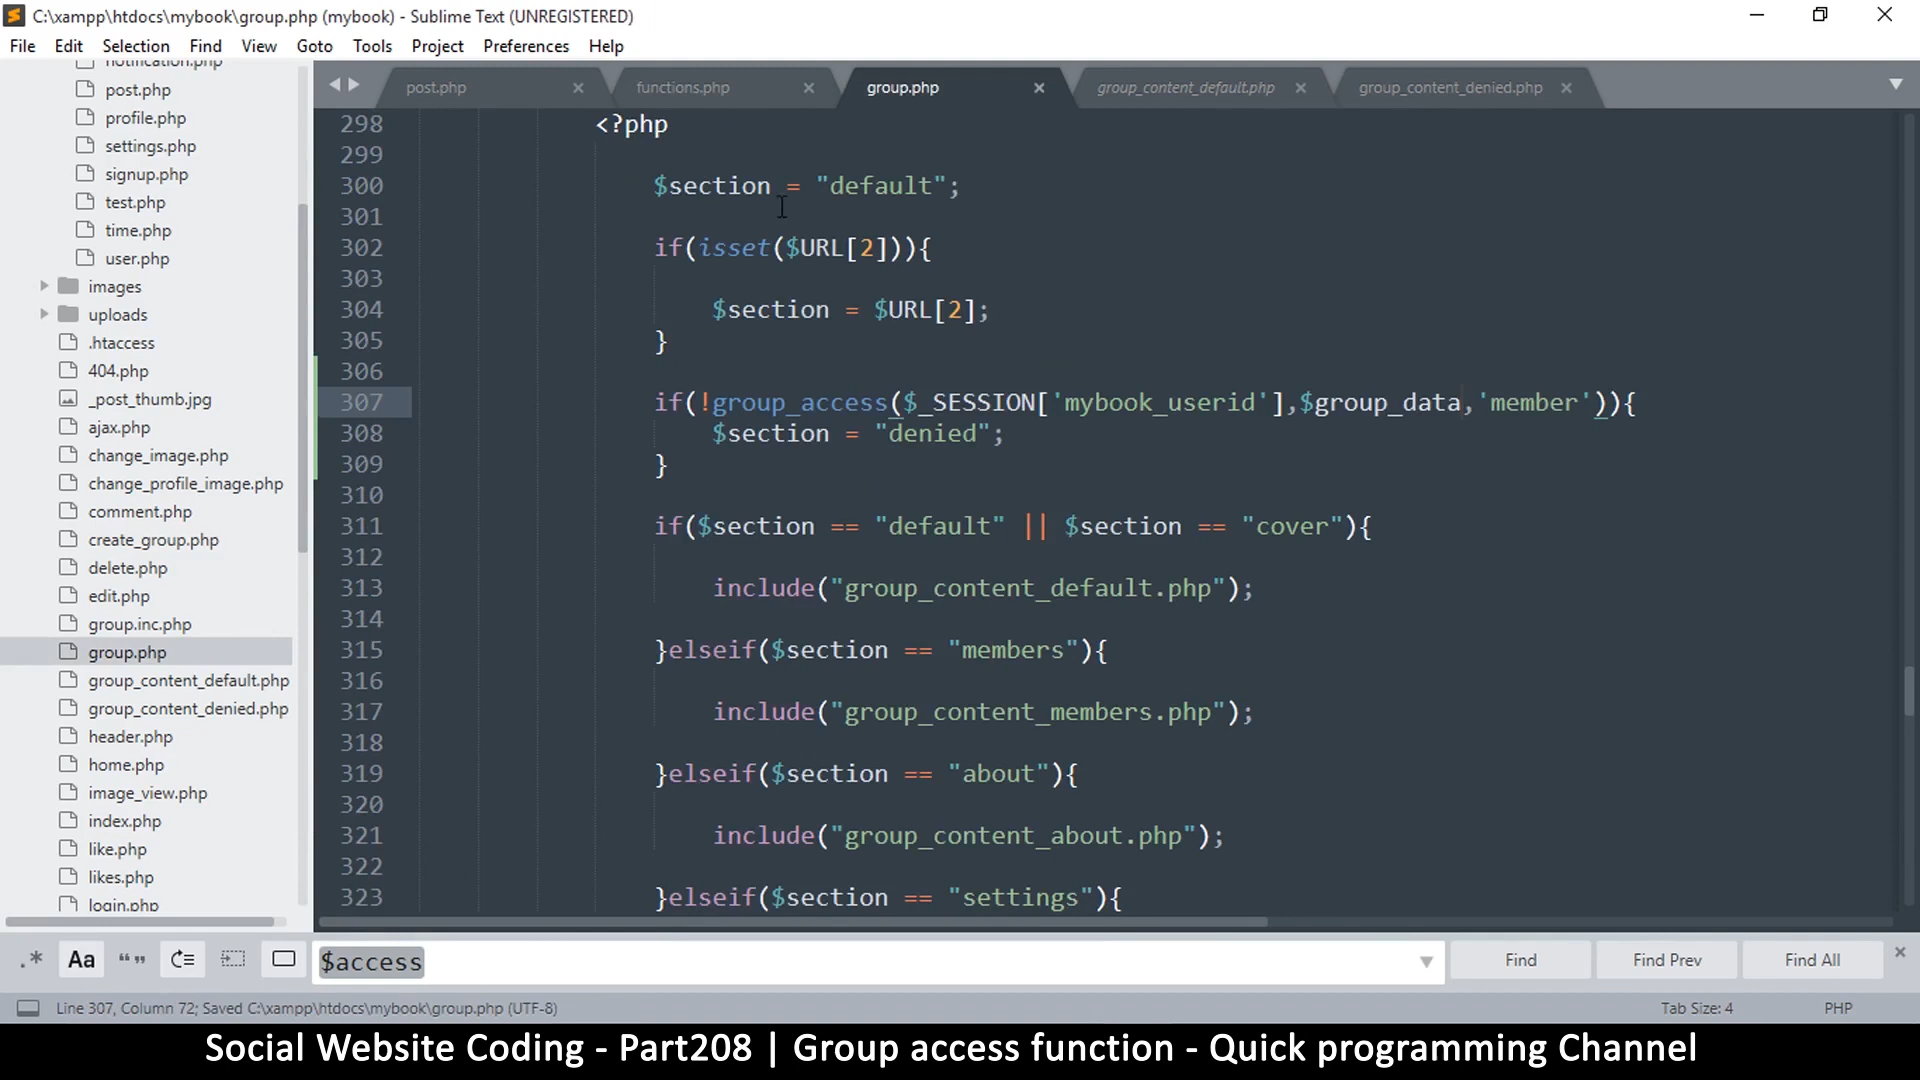 C:\xampp\htdocs\mybook\group.php (mybook) - Sublime Text (UNREGISTERED)
File Edit Selection Find View Goto Tools Project Preferences Help
notification.php
post.php
profile.php
settings.php
signup.php
test.php
time.php
user.php
images
uploads
.htaccess
404.php
_post_thumb.jpg
ajax.php
change_image.php
change_profile_image.php
comment.php
create_group.php
delete.php
edit.php
group.inc.php
group.php
group_content_default.php
group_content_denied.php
header.php
home.php
image_view.php
index.php
like.php
likes.php
login.php
post.php functions.php group.php group_content_default.php group_content_denied.php
298 <?php
299
300 $section = "default";
301
302 if(isset($URL[2])){
303
304 $section = $URL[2];
305 }
306
307 if(!group_access($_SESSION['mybook_userid'],$group_data,'member')){
308 $section = "denied";
309 }
310
311 if($section == "default" || $section == "cover"){
312
313 include("group_content_default.php");
314
315 }elseif($section == "members"){
316
317 include("group_content_members.php");
318
319 }elseif($section == "about"){
320
321 include("group_content_about.php");
322
323 }elseif($section == "settings"){
.* Aa “ ” $access Find Find Prev Find All
Line 307, Column 72; Saved C:\xampp\htdocs\mybook\group.php (UTF-8) Tab Size: 4 PHP
Social Website Coding - Part208 | Group access function - Quick programming Channel